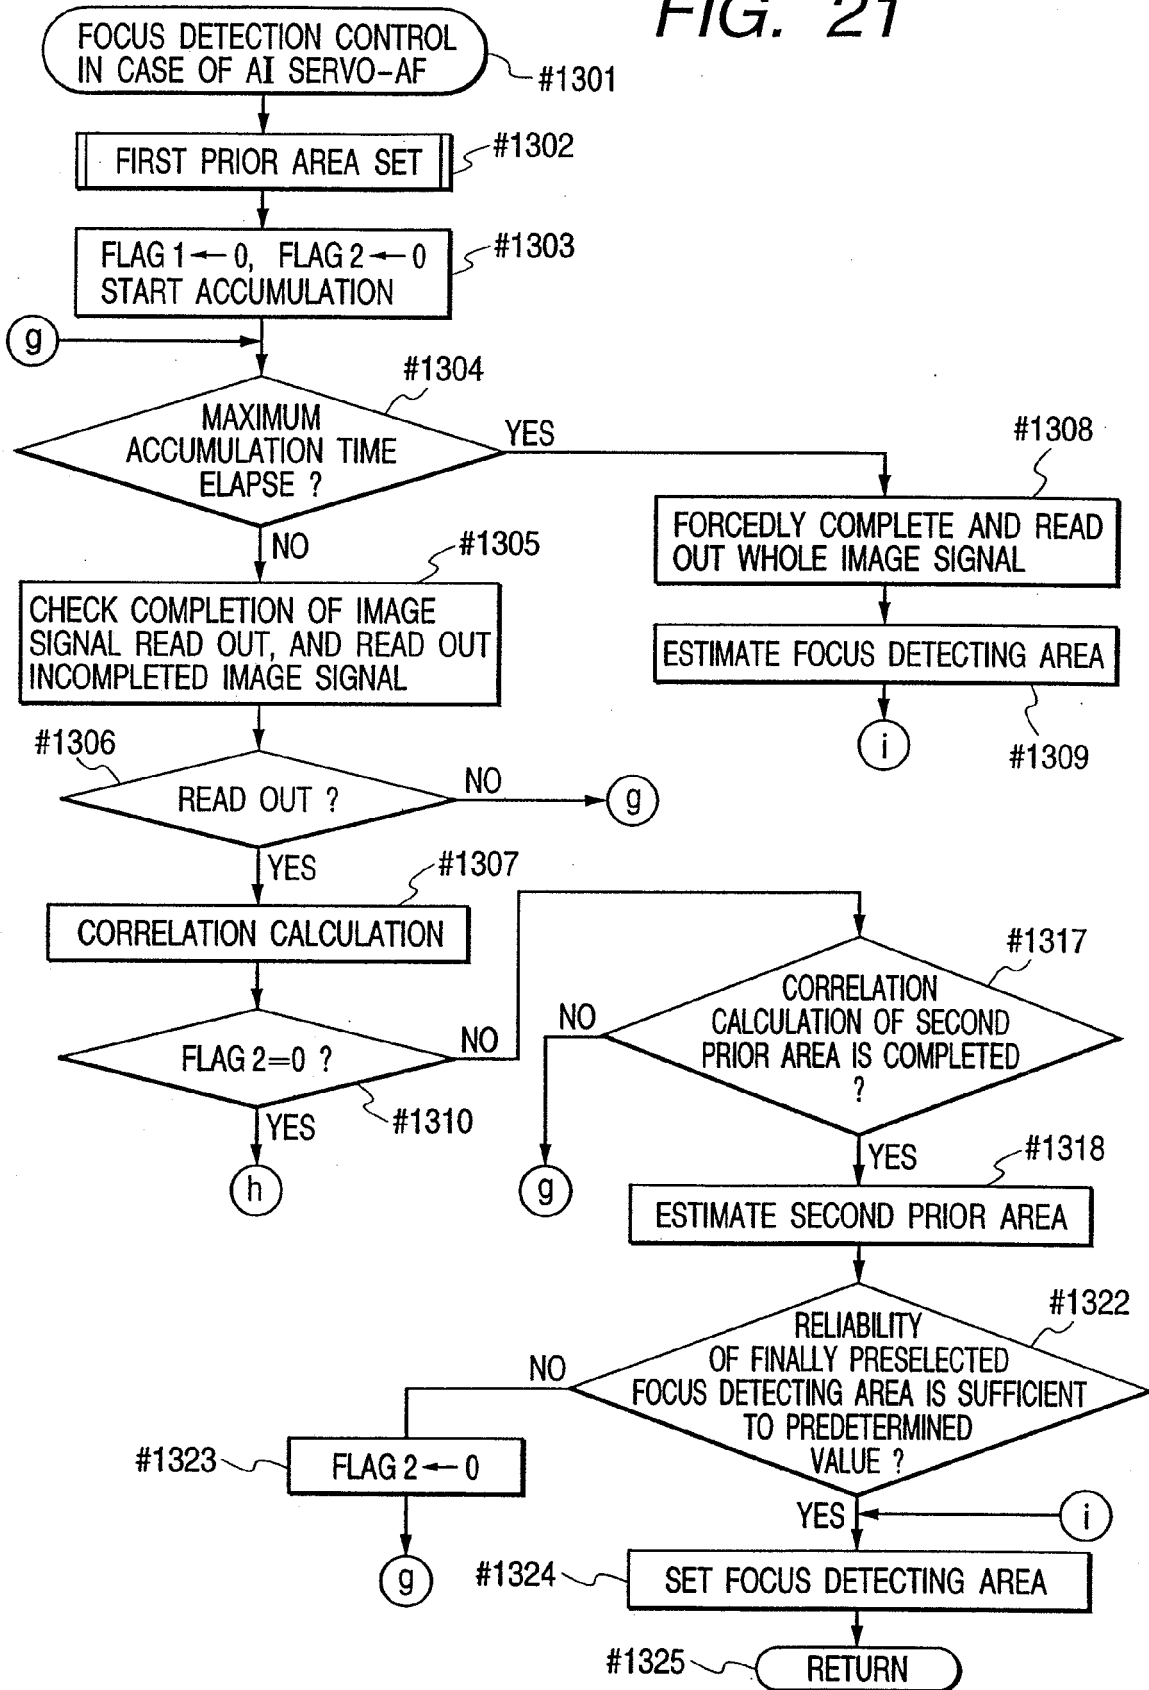 FIG. 21
FOCUS DETECTION CONTROL
IN CASE OF AI SERVO-AF
#1301
FIRST PRIOR AREA SET
#1302
FLAG 1←0, FLAG 2←0
START ACCUMULATION
#1303
g
#1304
MAXIMUM
ACCUMULATION TIME
ELAPSE ?
YES
NO
#1308
FORCEDLY COMPLETE AND READ
OUT WHOLE IMAGE SIGNAL
#1305
CHECK COMPLETION OF IMAGE
SIGNAL READ OUT, AND READ OUT
INCOMPLETED IMAGE SIGNAL
ESTIMATE FOCUS DETECTING AREA
#1309
i
#1306
READ OUT ?
NO
g
YES
#1307
CORRELATION CALCULATION
FLAG 2=0 ?
NO
#1310
YES
h
#1317
CORRELATION
CALCULATION OF SECOND
PRIOR AREA IS COMPLETED
?
NO
g
YES
#1318
ESTIMATE SECOND PRIOR AREA
#1322
RELIABILITY
OF FINALLY PRESELECTED
FOCUS DETECTING AREA IS SUFFICIENT
TO PREDETERMINED
VALUE ?
NO
#1323
FLAG 2←0
g
YES
i
#1324
SET FOCUS DETECTING AREA
#1325
RETURN